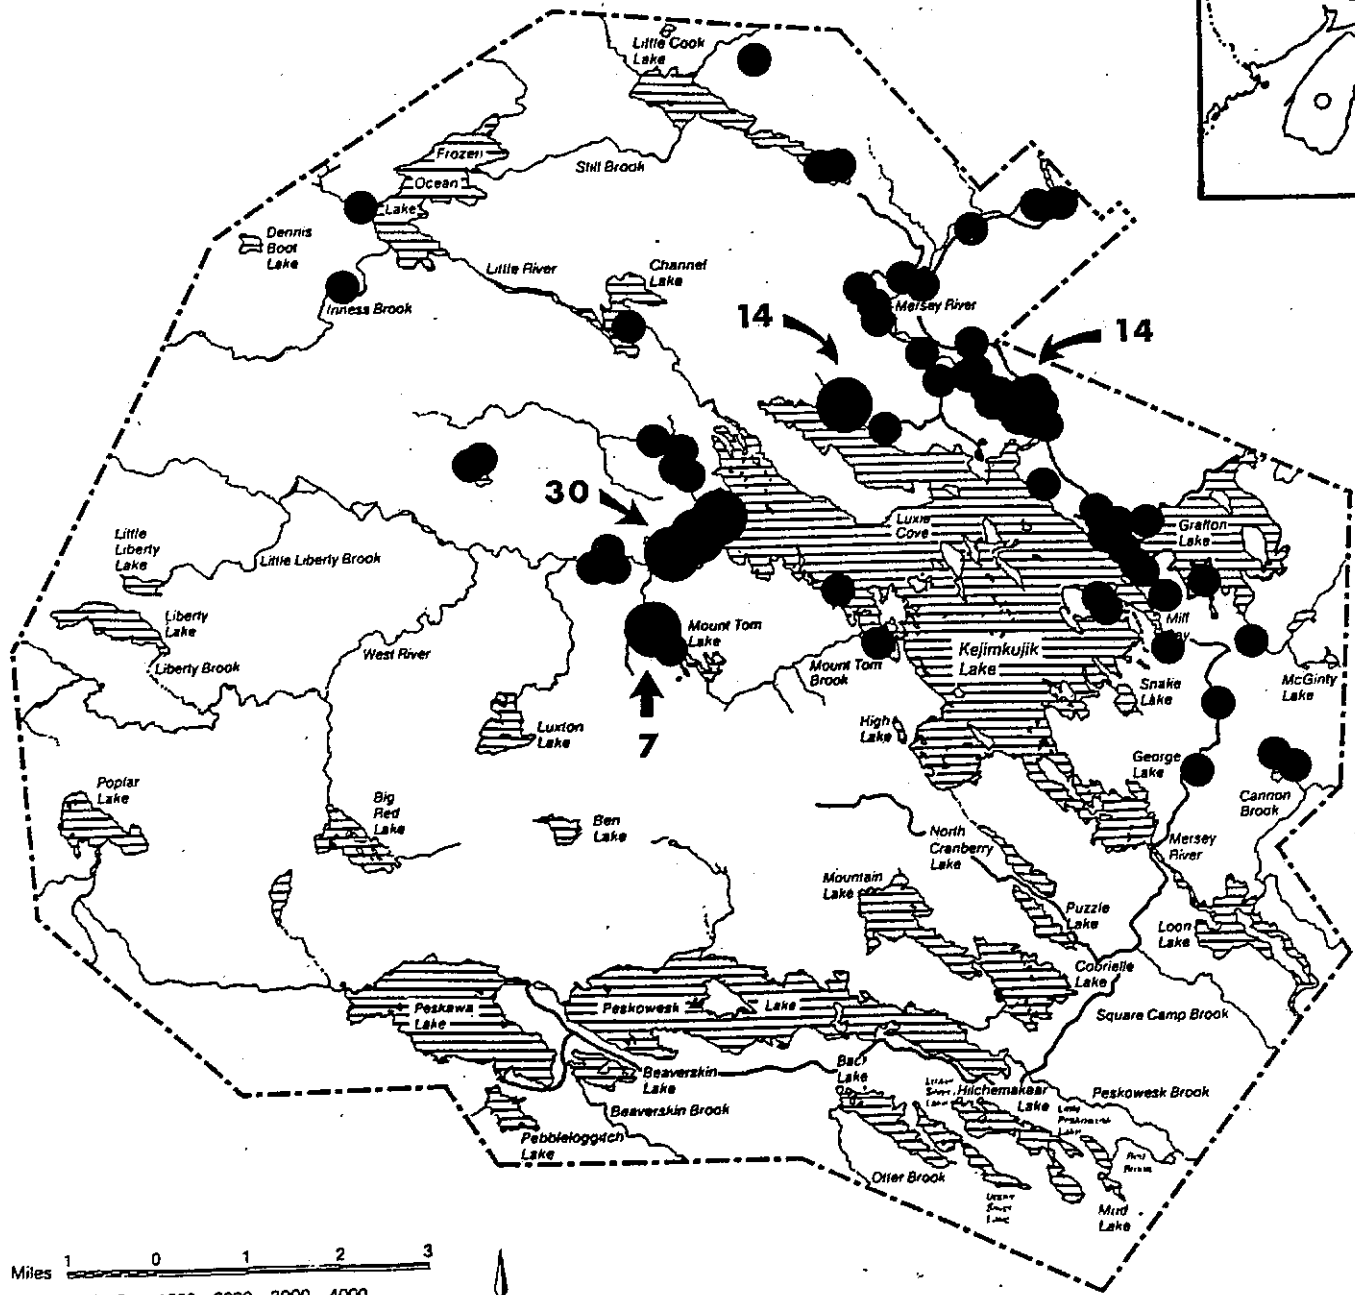 Little Cook
Lake
Frozen
Ocean
Lake
Still Brook
Dennis
Boot
Lake
Inness Brook
Little River
Channel
Lake
Mersey River
14
14
30
Luxie
Cove
Grafton
Lake
Little
Liberty
Lake
Little Liberty Brook
Liberty
Lake
Liberty Brook
West River
Mount Tom
Lake
Mount Tom
Brook
Kejimkujik
Lake
Mill
Snake
Lake
McGinty
Lake
7
Luxton
Lake
High
Lake
George
Lake
Cannon
Brook
Poplar
Lake
Big
Red
Lake
Ben
Lake
North
Cranberry
Lake
Mersey
River
Mountain
Lake
Puzzle
Lake
Loon
Lake
Cobrielle
Lake
Square Camp Brook
Peskawa
Lake
Peskowesk
Lake
Beaverskin
Lake
Beaverskin Brook
Pebbleloggitch
Lake
Lake
Hilchemakaar
Lake
Peskowesk Brook
Otter Brook
Mud
Lake
Miles 1 0 1 2 3